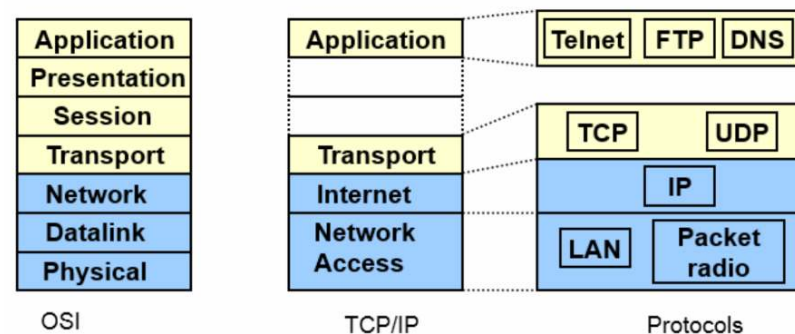 Application
Presentation
Session
Transport
Network
Datalink
Physical
OSI
Application
Transport
Internet
Network
Access
TCP/IP
Telnet FTP DNS
TCP UDP
IP
LAN Packet
radio
Protocols